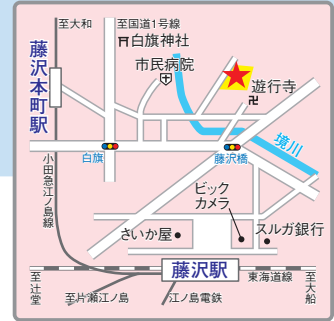 至大和
至国道1号線
白旗神社
市民病院
遊行寺
藤沢本町駅
境川
白旗
藤沢橋
小田急江ノ島線
ビック
カメラ
さいか屋
スルガ銀行
藤沢駅
東海道線
至辻堂
至片瀬江ノ島
江ノ島電鉄
至大船